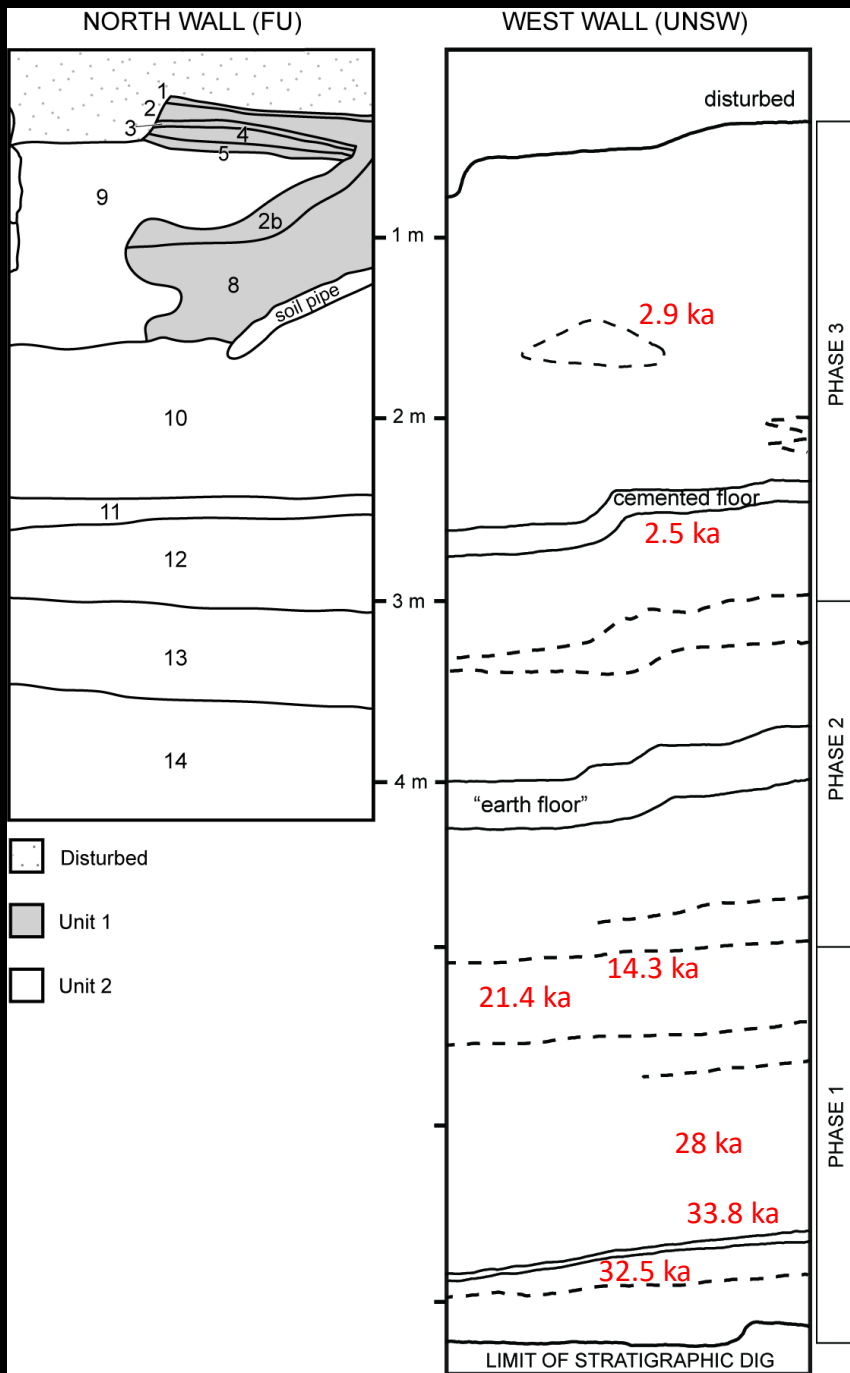 NORTH WALL (FU)
1
2
3
4
5
9
2b
8
soil pipe
10
11
12
13
14
Disturbed
Unit 1
Unit 2
1 m
2 m
3 m
4 m
WEST WALL (UNSW)
disturbed
2.9 ka
cemented floor
2.5 ka
“earth floor”
14.3 ka
21.4 ka
28 ka
33.8 ka
32.5 ka
LIMIT OF STRATIGRAPHIC DIG
PHASE 3
PHASE 2
PHASE 1